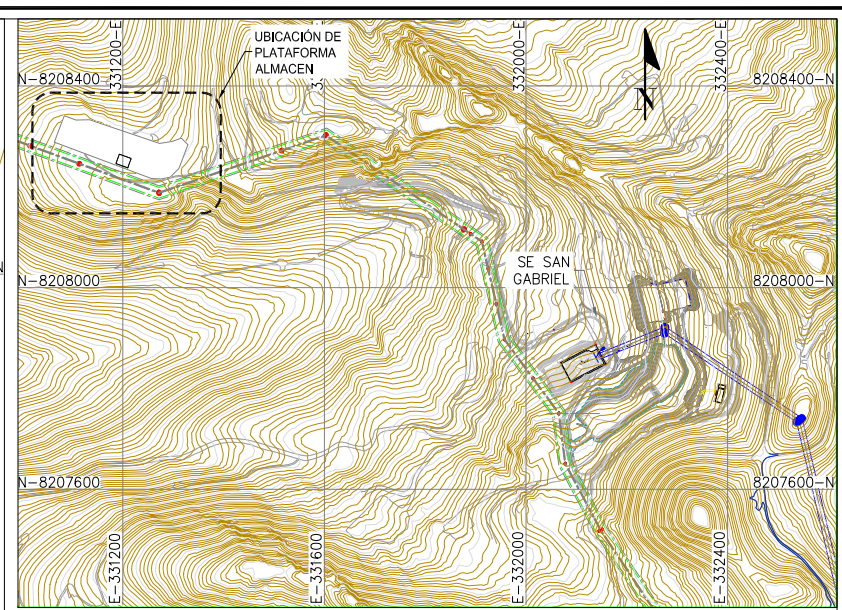 UBICACIÓN DE
PLATAFORMA
ALMACEN
331200-E
332000-E
332400-E
N-8208400
8208400-N
N
SE SAN
GABRIEL
N-8208000
8208000-N
N-8207600
8207600-N
E-331200
E-331600
E-332000
E-332400